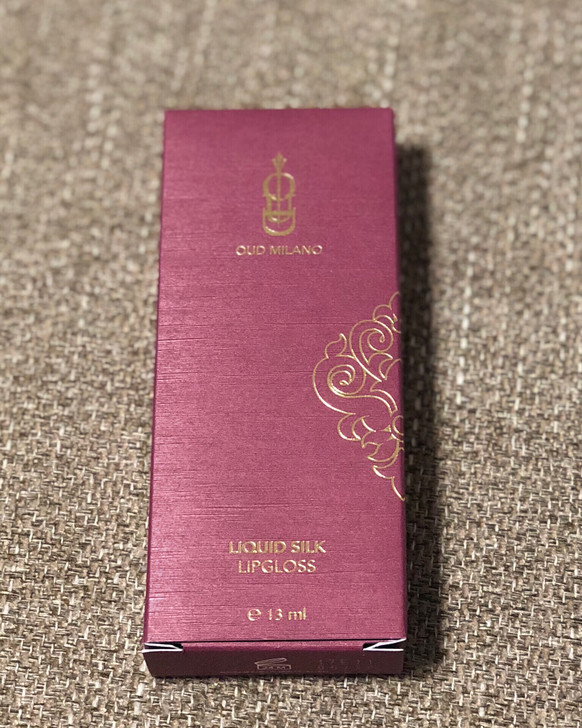 OUD MILANO
LIQUID SILK
LIPGLOSS
℮ 13 ml